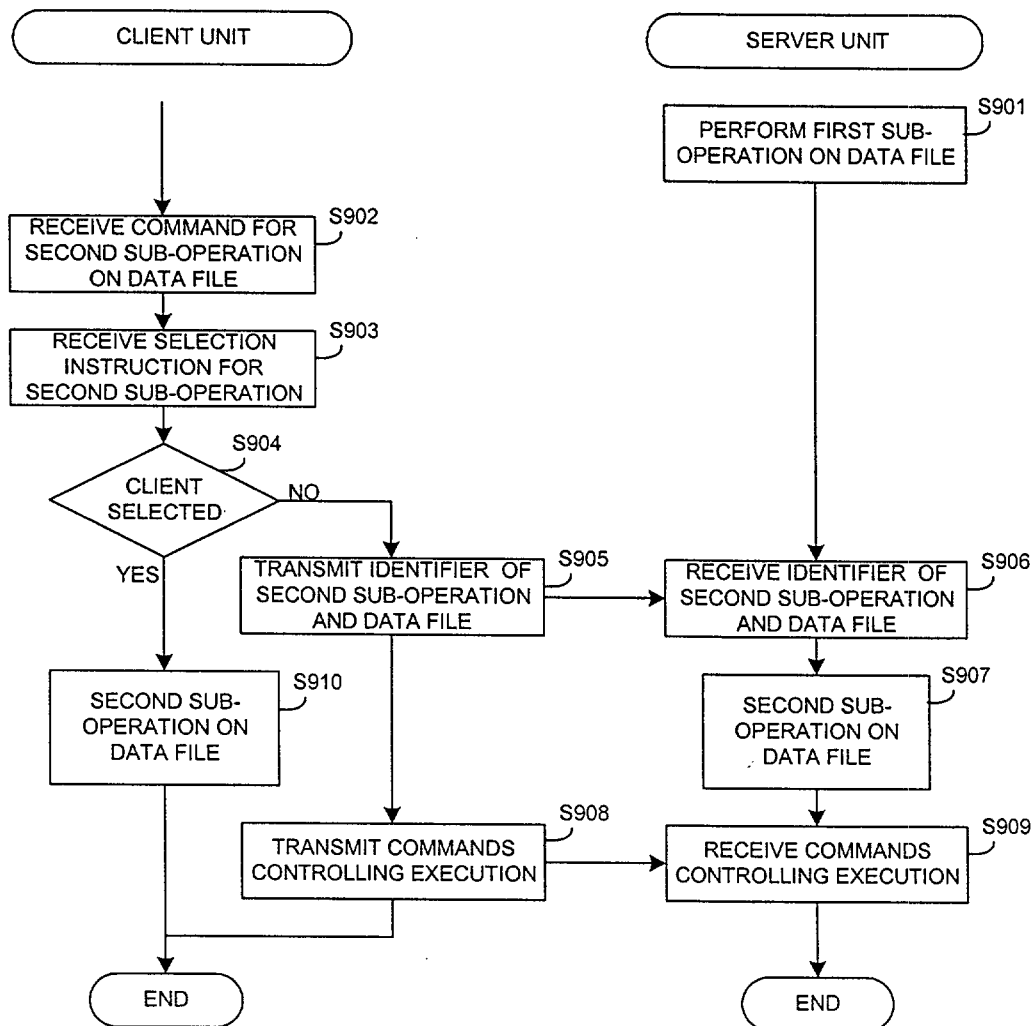 CLIENT UNIT
SERVER UNIT
S901
PERFORM FIRST SUB-
OPERATION ON DATA FILE
S902
RECEIVE COMMAND FOR
SECOND SUB-OPERATION
ON DATA FILE
S903
RECEIVE SELECTION
INSTRUCTION FOR
SECOND SUB-OPERATION
S904
CLIENT
SELECTED
NO
YES
S905
TRANSMIT IDENTIFIER OF
SECOND SUB-OPERATION
AND DATA FILE
S906
RECEIVE IDENTIFIER OF
SECOND SUB-OPERATION
AND DATA FILE
S910
SECOND SUB-
OPERATION ON
DATA FILE
S907
SECOND SUB-
OPERATION ON
DATA FILE
S908
TRANSMIT COMMANDS
CONTROLLING EXECUTION
S909
RECEIVE COMMANDS
CONTROLLING EXECUTION
END
END